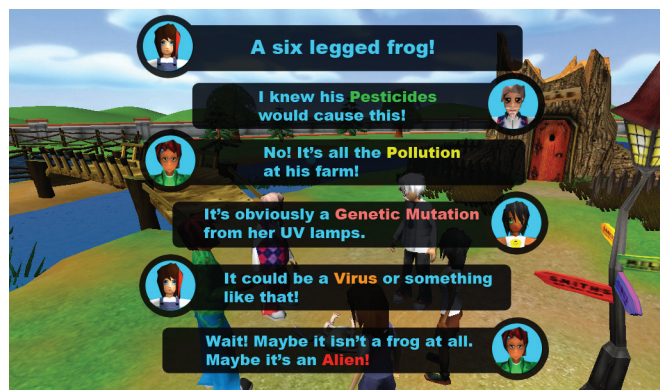 A six legged frog!
I knew his Pesticides
would cause this!
No! It's all the Pollution
at his farm!
It's obviously a Genetic Mutation
from her UV lamps.
It could be a Virus or something
like that!
Wait! Maybe it isn't a frog at all.
Maybe it's an Alien!
SMITH'S